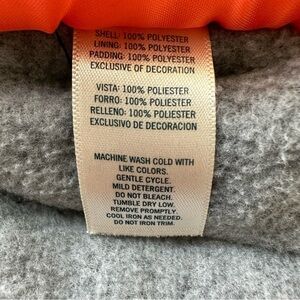 SHELL: 100% POLYESTER
LINING: 100% POLYESTER
PADDING: 100% POLYESTER
EXCLUSIVE OF DECORATION
VISTA: 100% POLIESTER
FORRO: 100% POLIESTER
RELLENO: 100% POLIESTER
EXCLUSIVO DE DECORACION
MACHINE WASH COLD WITH
LIKE COLORS.
GENTLE CYCLE.
MILD DETERGENT.
DO NOT BLEACH.
TUMBLE DRY LOW.
REMOVE PROMPTLY.
COOL IRON AS NEEDED.
DO NOT IRON TRIM.